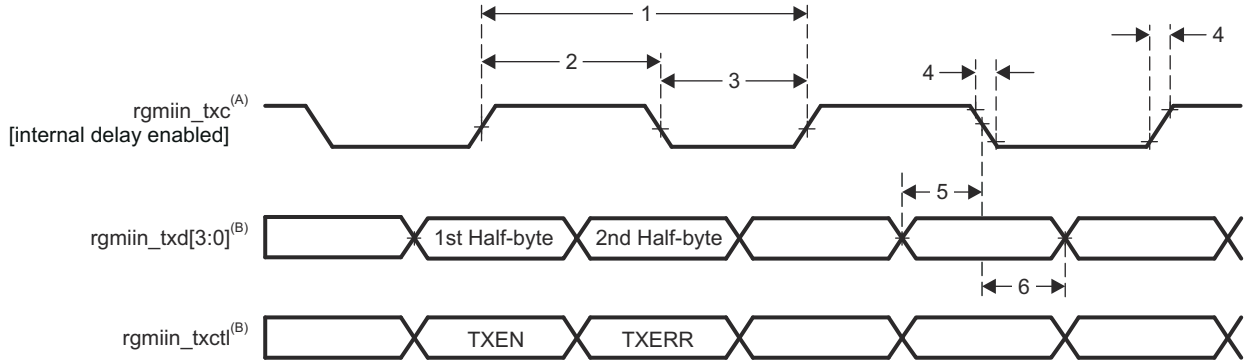 1
2
3
4
4
rgmiin_txc(A)
[internal delay enabled]
5
rgmiin_txd[3:0](B)
1st Half-byte
2nd Half-byte
6
rgmiin_txctl(B)
TXEN
TXERR